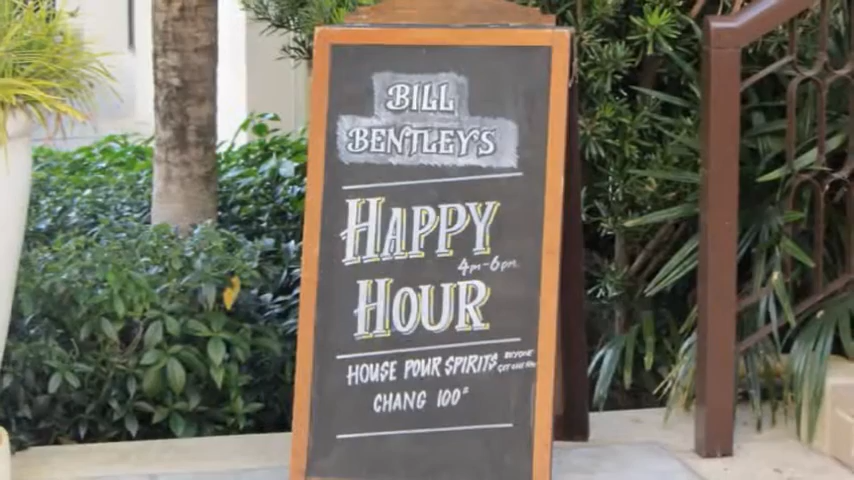 BILL
BENTLEY'S
HAPPY
4pm-6pm
HOUR
HOUSE POUR SPIRITS
CHANG 100